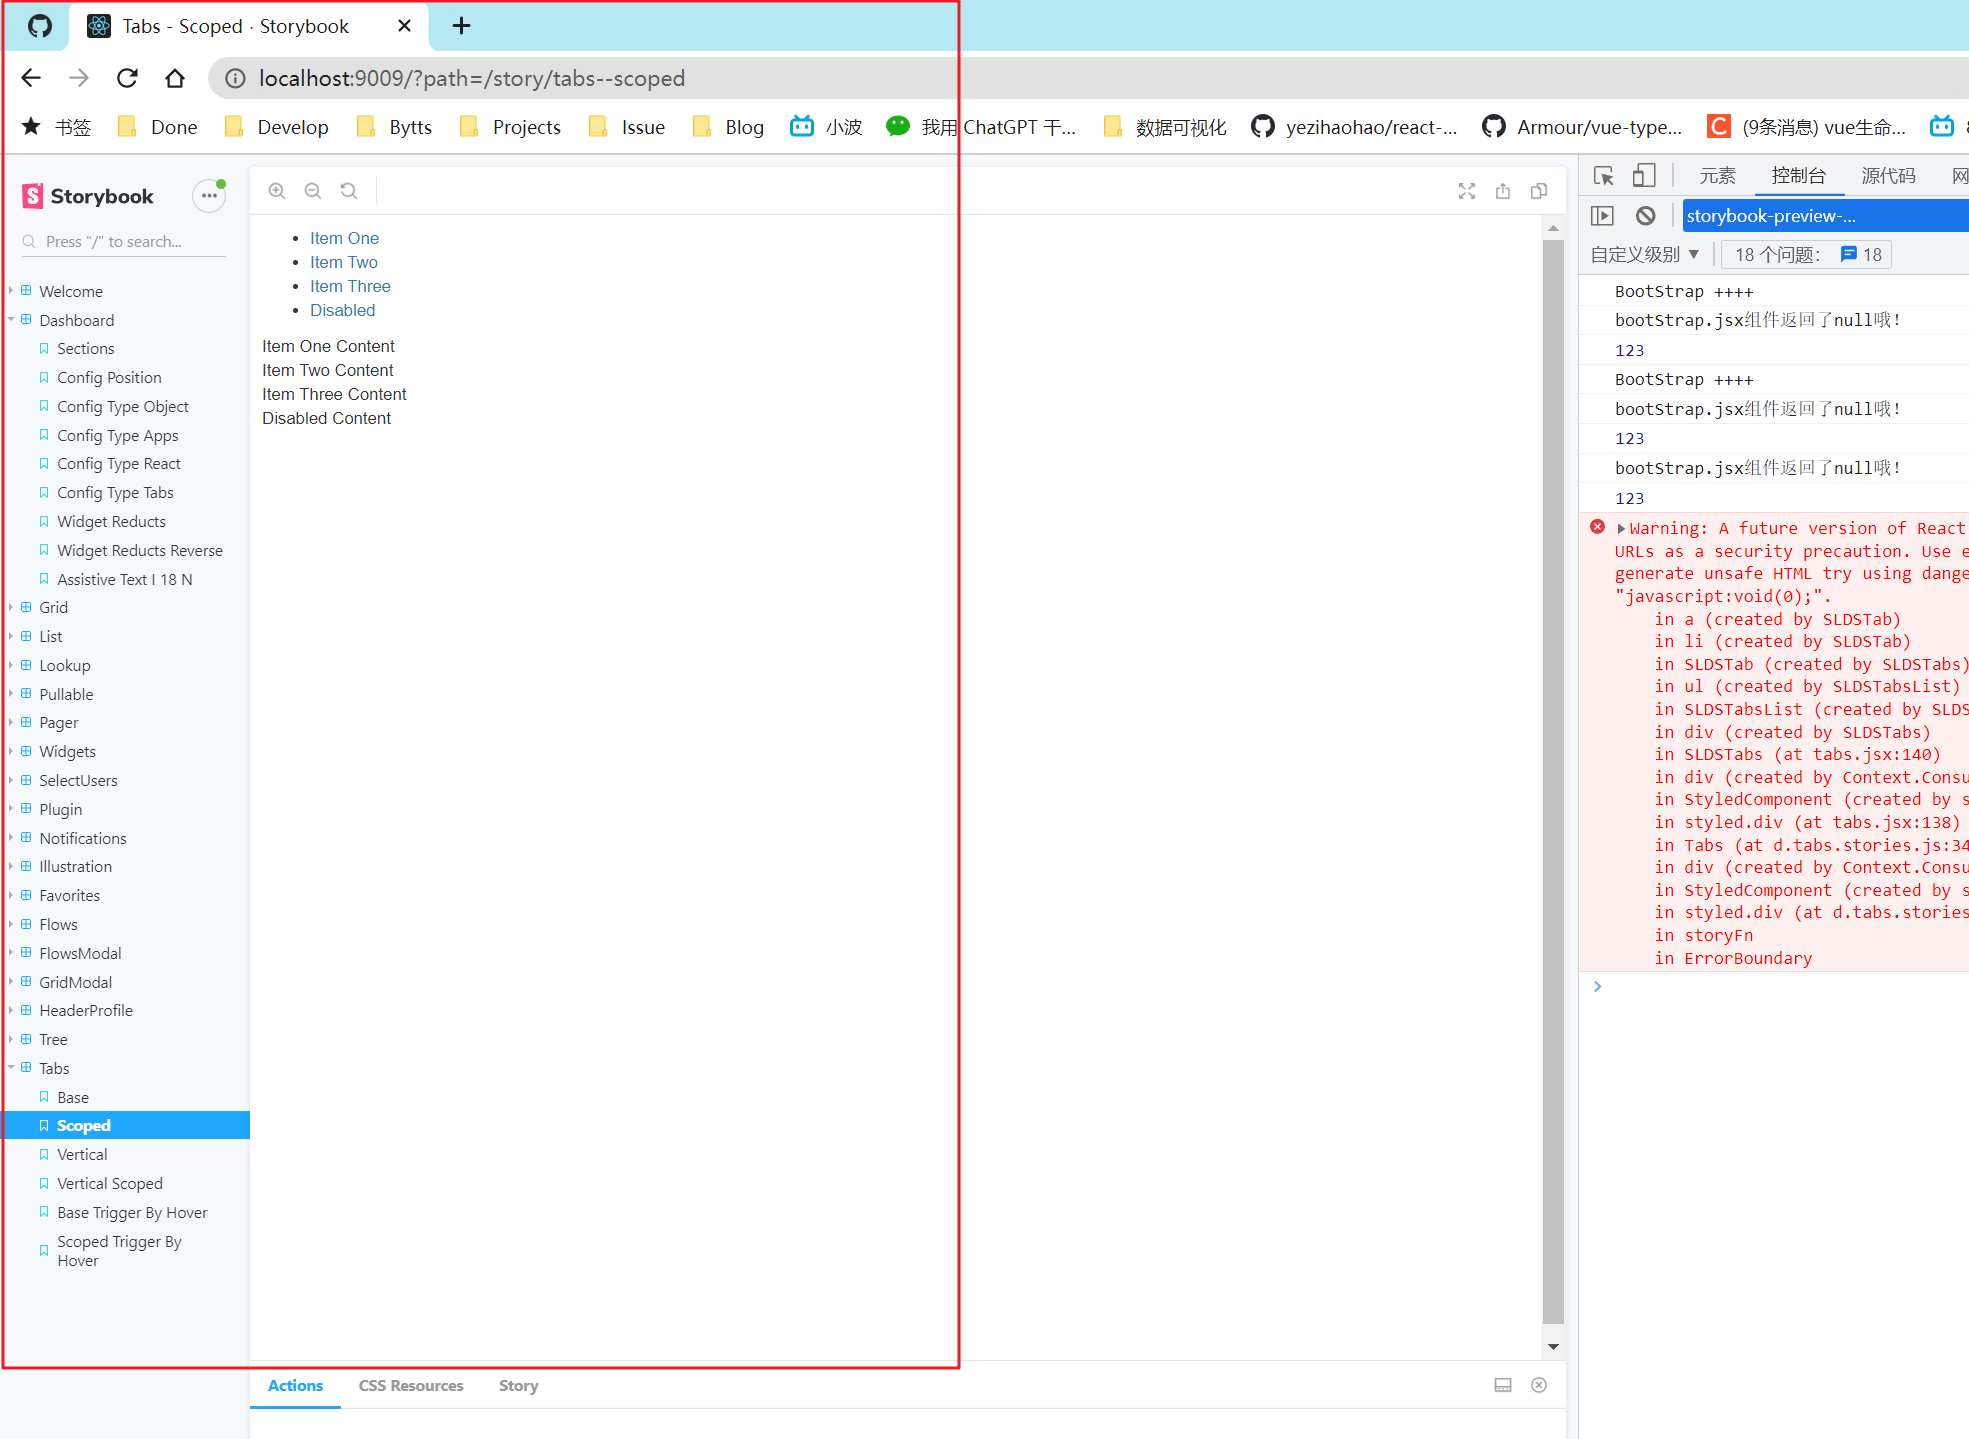 Tabs - Scoped · Storybook
localhost:9009/?path=/story/tabs--scoped
书签 Done Develop Bytts Projects Issue Blog 小波 我用 ChatGPT 干... 数据可视化 yezihaohao/react-... Armour/vue-type... (9条消息) vue生命...
Storybook
Press "/" to search...
Welcome
Dashboard
Sections
Config Position
Config Type Object
Config Type Apps
Config Type React
Config Type Tabs
Widget Reducts
Widget Reducts Reverse
Assistive Text I 18 N
Grid
List
Lookup
Pullable
Pager
Widgets
SelectUsers
Plugin
Notifications
Illustration
Favorites
Flows
FlowsModal
GridModal
HeaderProfile
Tree
Tabs
Base
Scoped
Vertical
Vertical Scoped
Base Trigger By Hover
Scoped Trigger By
Hover
Item One
Item Two
Item Three
Disabled
Item One Content
Item Two Content
Item Three Content
Disabled Content
Actions CSS Resources Story
元素 控制台 源代码 网
storybook-preview-...
自定义级别 ▼ 18 个问题: 18
BootStrap ++++
bootStrap.jsx组件返回了null哦!
123
BootStrap ++++
bootStrap.jsx组件返回了null哦!
123
bootStrap.jsx组件返回了null哦!
123
Warning: A future version of React
URLs as a security precaution. Use e
generate unsafe HTML try using dange
"javascript:void(0);".
in a (created by SLDSTab)
in li (created by SLDSTab)
in SLDSTab (created by SLDSTabs)
in ul (created by SLDSTabsList)
in SLDSTabsList (created by SLDS
in div (created by SLDSTabs)
in SLDSTabs (at tabs.jsx:140)
in div (created by Context.Consu
in StyledComponent (created by s
in styled.div (at tabs.jsx:138)
in Tabs (at d.tabs.stories.js:34
in div (created by Context.Consu
in StyledComponent (created by s
in styled.div (at d.tabs.stories
in storyFn
in ErrorBoundary